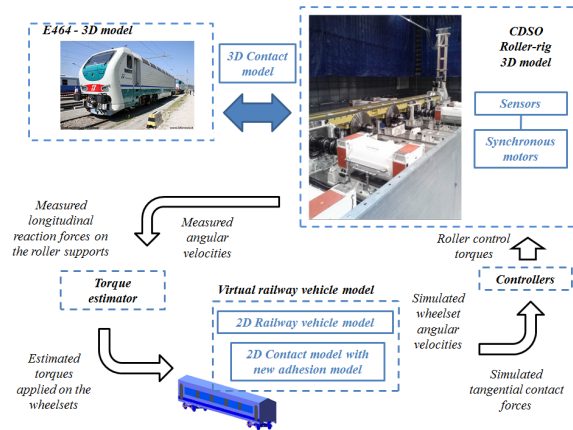 E464 - 3D model
3D Contact
model
CDSO
Roller-rig
3D model
Sensors
Synchronous
motors
Measured
longitudinal
reaction forces on
the roller supports
Measured
angular
velocities
Roller control
torques
Torque
estimator
Virtual railway vehicle model
2D Railway vehicle model
2D Contact model with
new adhesion model
Simulated
wheelset
angular
velocities
Controllers
Estimated
torques
applied on the
wheelsets
Simulated
tangential contact
forces